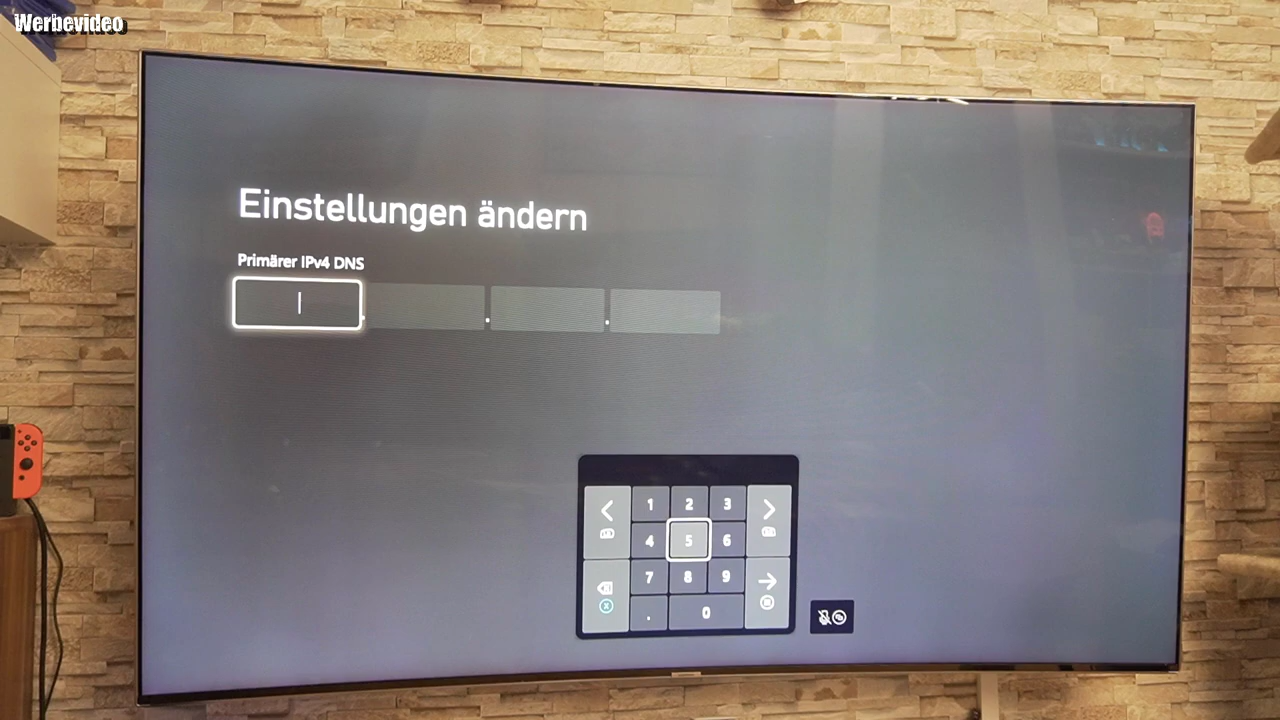 Werbevideo
Einstellungen ändern
Primärer IPv4 DNS
. . .
1 2 3
4 5 6
7 8 9
X . 0